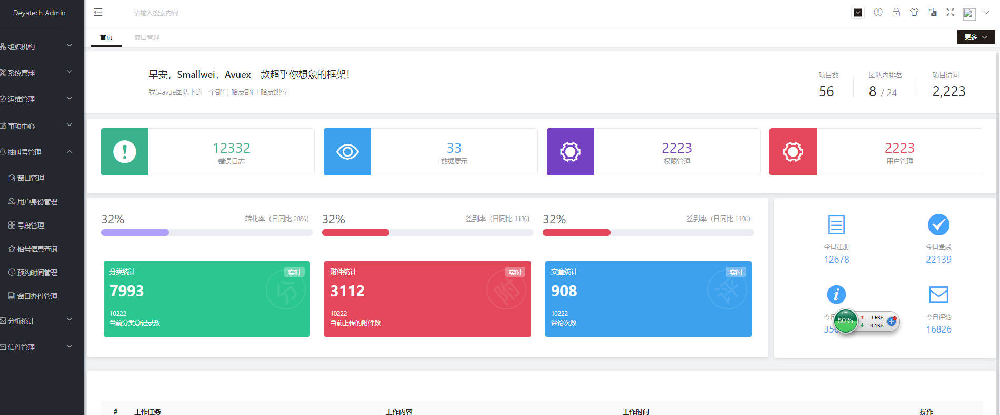 Deyatech Admin
组织机构
系统管理
运维管理
事项中心
抽叫号管理
窗口管理
用户身份管理
号段管理
抽号信息查询
预约时间管理
窗口办件管理
分析统计
信件管理
请输入搜索内容
首页
窗口管理
更多
早安，Smallwei，Avuex一款超乎你想象的框架！
我是avue团队下的一个部门-哈皮部门-哈皮职位
项目数
56
团队内排名
8 / 24
项目访问
2,223
12332
错误日志
33
数据展示
2223
权限管理
2223
用户管理
32%
转化率（日同比 28%）
32%
签到率（日同比 11%）
32%
签到率（日同比 11%）
分类统计
实时
7993
10222
当前分类总记录数
分
附件统计
实时
3112
10222
当前上传的附件数
附
文章统计
实时
908
10222
评论次数
评
今日注册
12678
今日登录
22139
今日
356
今日评论
16826
50%
3.6K/s
4.1K/s
#
工作任务
工作内容
工作时间
操作